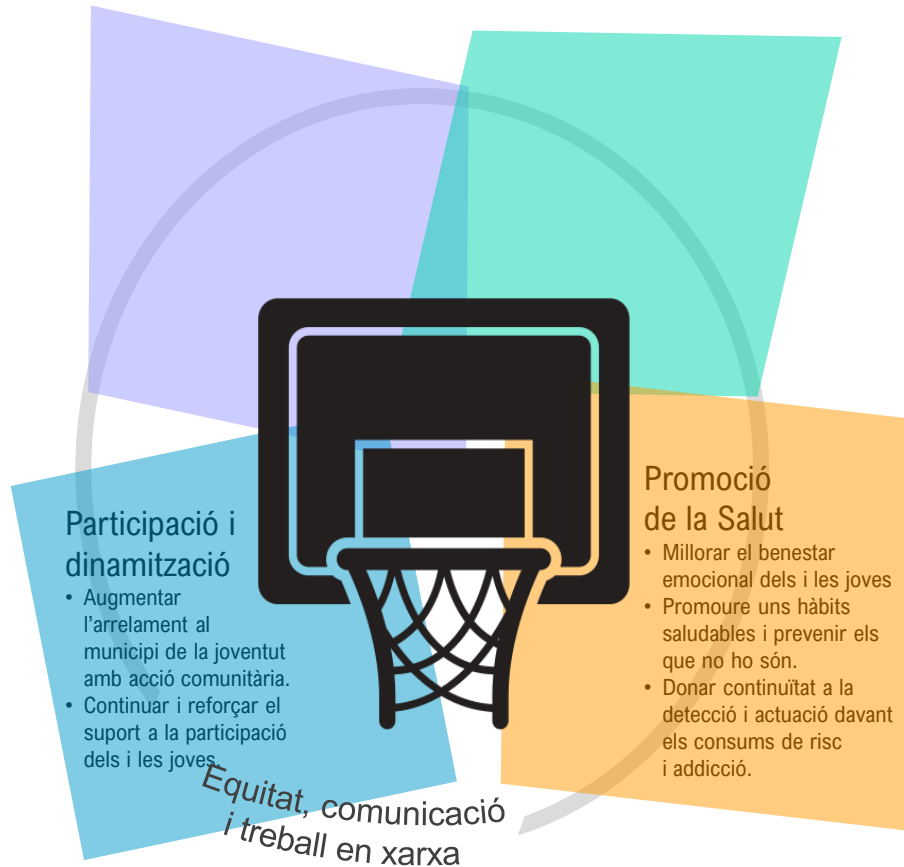 Participació i
dinamització
• Augmentar
l'arrelament al
municipi de la joventut
amb acció comunitària.
• Continuar i reforçar el
suport a la participació
dels i les joves.
Promoció
de la Salut
• Millorar el benestar
emocional dels i les joves
• Promoure uns hàbits
saludables i prevenir els
que no ho són.
• Donar continuïtat a la
detecció i actuació davant
els consums de risc
i addicció.
Equitat, comunicació
i treball en xarxa